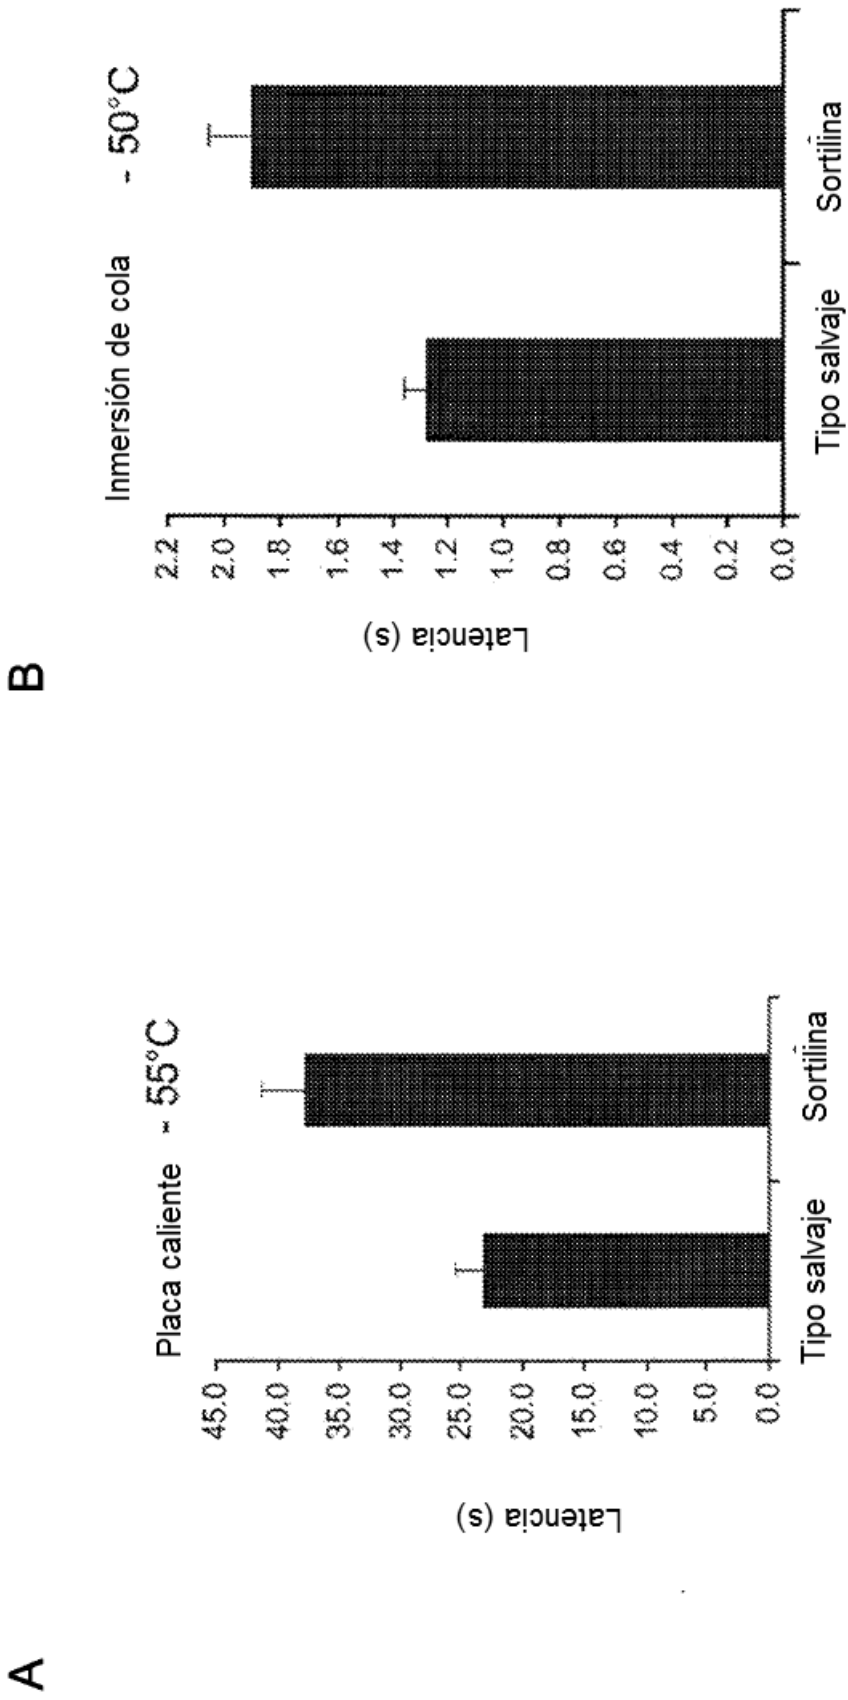 A
Placa caliente - 55°C
Latencia (s)
45.0
40.0
35.0
30.0
25.0
20.0
15.0
10.0
5.0
0.0
Tipo salvaje
Sortilina
B
Inmersión de cola - 50°C
Latencia (s)
2.2
2.0
1.8
1.6
1.4
1.2
1.0
0.8
0.6
0.4
0.2
0.0
Tipo salvaje
Sortilina